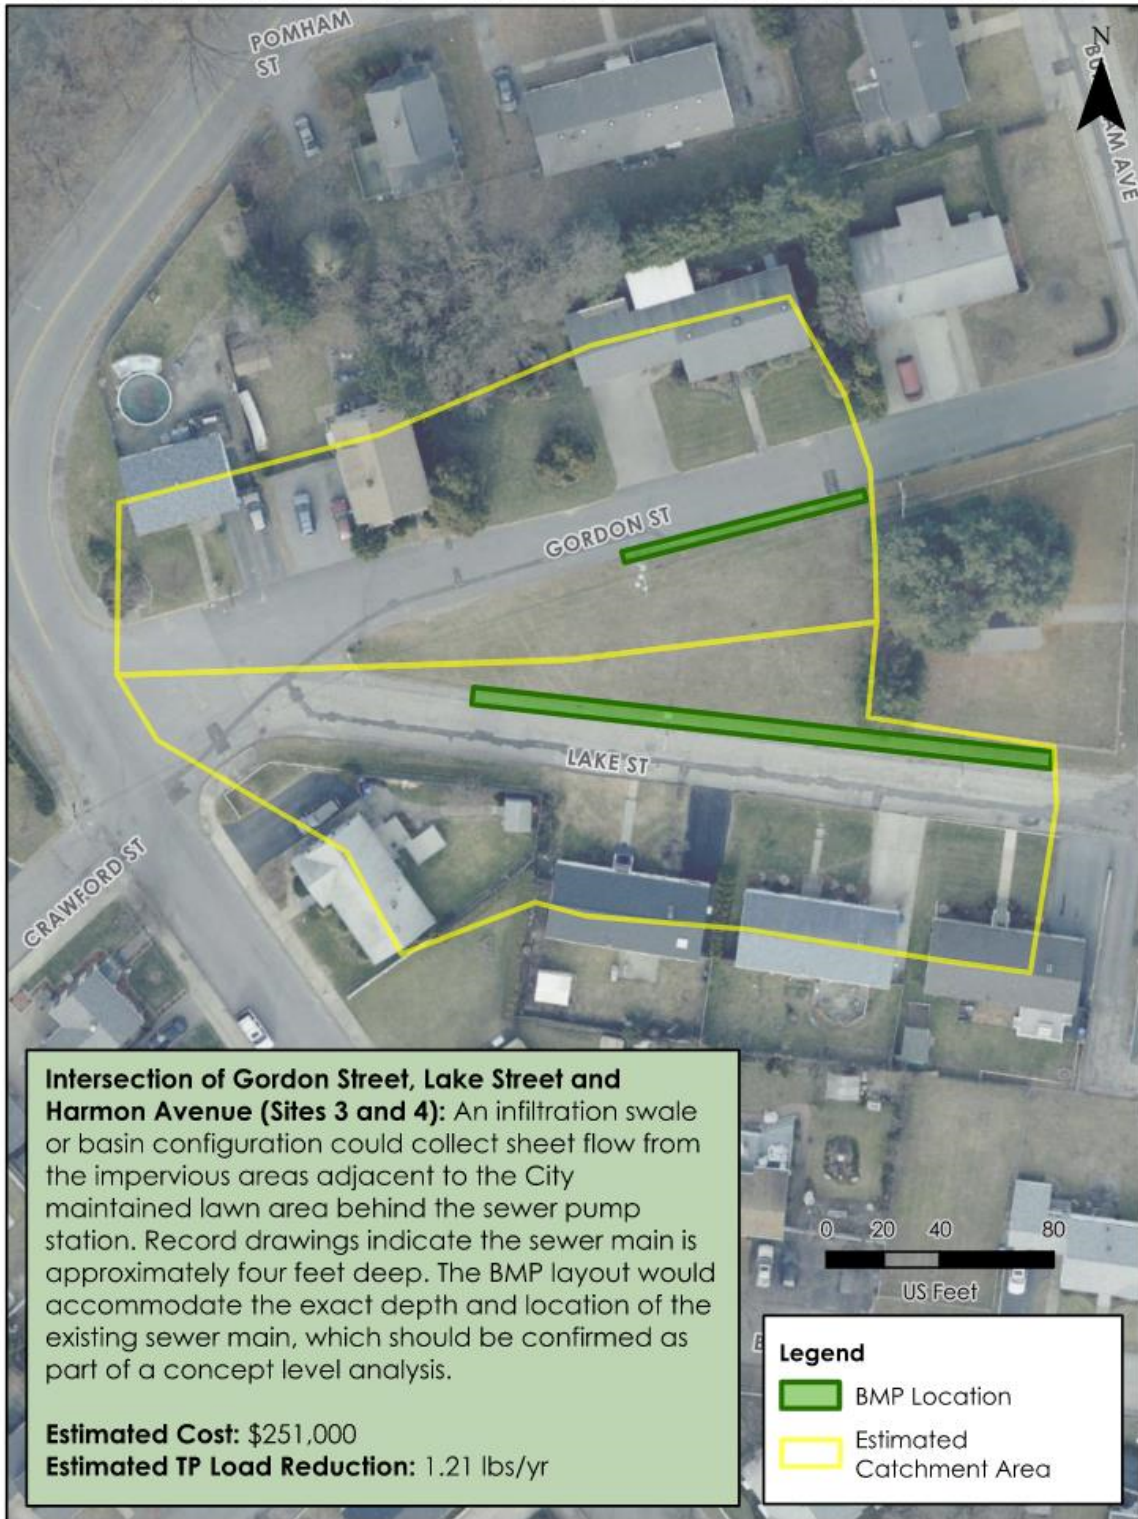 POMHAM
ST
N
GORDON ST
LAKE ST
CRAWFORD ST
Intersection of Gordon Street, Lake Street and
Harmon Avenue (Sites 3 and 4): An infiltration swale
or basin configuration could collect sheet flow from
the impervious areas adjacent to the City
maintained lawn area behind the sewer pump
station. Record drawings indicate the sewer main is
approximately four feet deep. The BMP layout would
accommodate the exact depth and location of the
existing sewer main, which should be confirmed as
part of a concept level analysis.
Estimated Cost: $251,000
Estimated TP Load Reduction: 1.21 lbs/yr
0 20 40 80
US Feet
Legend
BMP Location
Estimated
Catchment Area
AVE